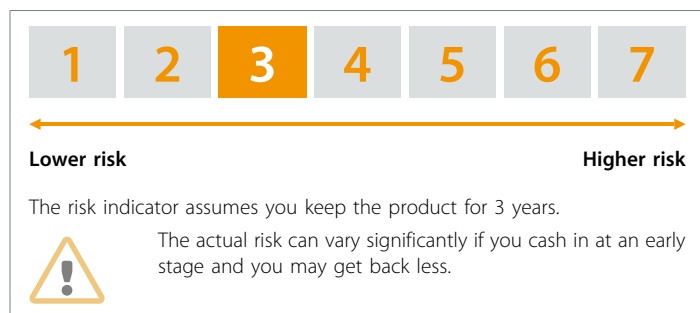 1 2 3 4 5 6 7
Lower risk Higher risk
The risk indicator assumes you keep the product for 3 years.
The actual risk can vary significantly if you cash in at an early
stage and you may get back less.